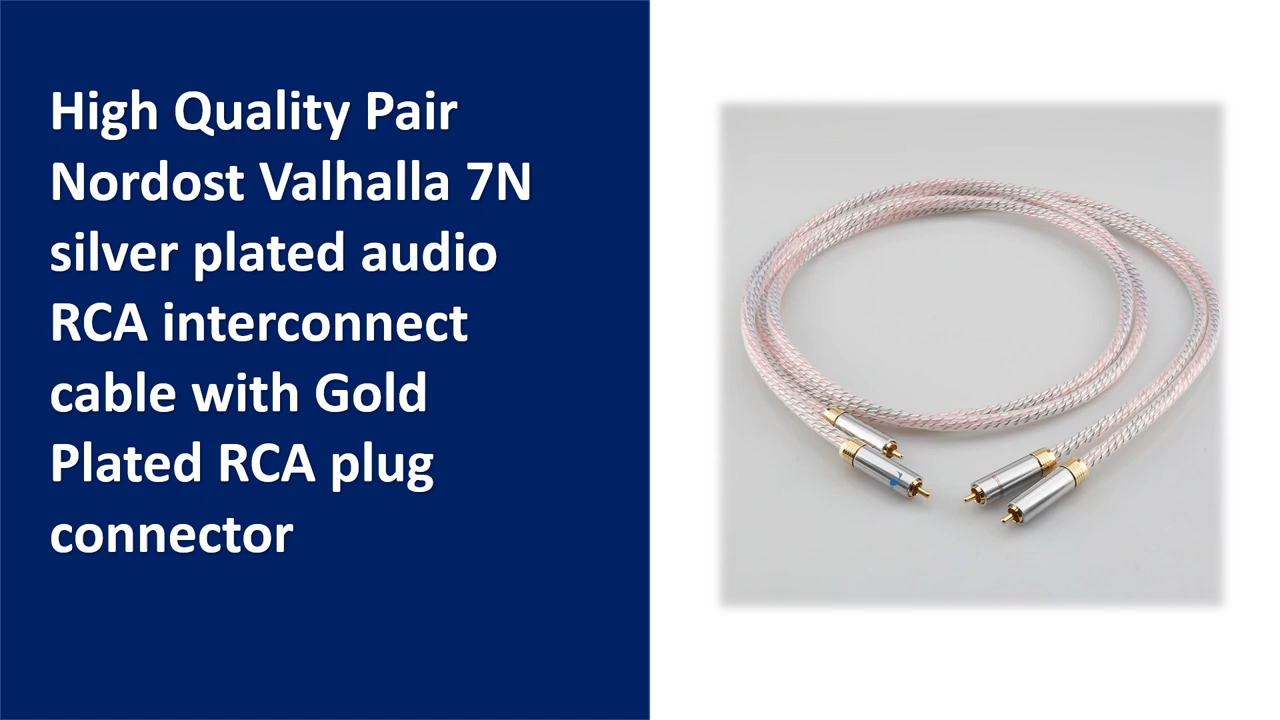 High Quality Pair
Nordost Valhalla 7N
silver plated audio
RCA interconnect
cable with Gold
Plated RCA plug
connector